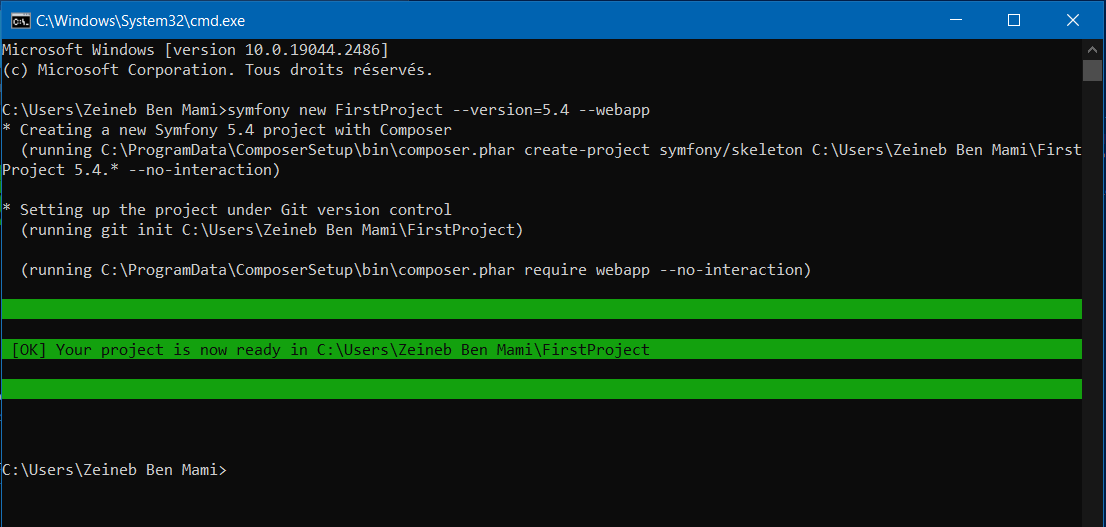 C:\Windows\System32\cmd.exe
Microsoft Windows [version 10.0.19044.2486]
(c) Microsoft Corporation. Tous droits réservés.
C:\Users\Zeineb Ben Mami>symfony new FirstProject --version=5.4 --webapp
* Creating a new Symfony 5.4 project with Composer
  (running C:\ProgramData\ComposerSetup\bin\composer.phar create-project symfony/skeleton C:\Users\Zeineb Ben Mami\First
Project 5.4.* --no-interaction)
* Setting up the project under Git version control
  (running git init C:\Users\Zeineb Ben Mami\FirstProject)
  (running C:\ProgramData\ComposerSetup\bin\composer.phar require webapp --no-interaction)
 [OK] Your project is now ready in C:\Users\Zeineb Ben Mami\FirstProject
C:\Users\Zeineb Ben Mami>